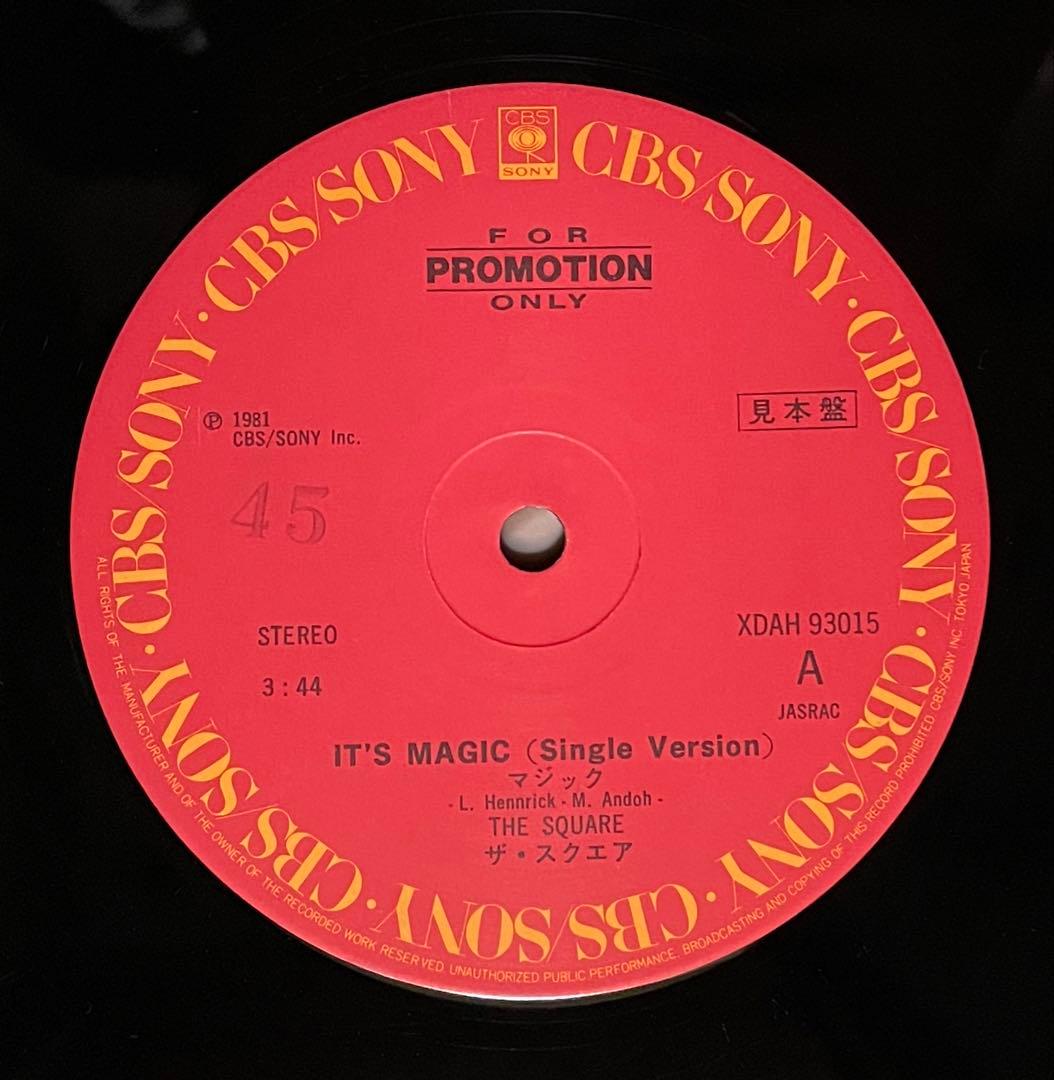 CBS
SONY
CBS/SONY · CBS/SONY · CBS/SONY · CBS/SONY · CBS/SONY · CBS/SONY · CBS/SONY · CBS/SONY · CBS/SONY
FOR
PROMOTION
ONLY
℗ 1981
CBS/SONY Inc.
見本盤
45
STEREO
XDAH 93015
3:44
A
JASRAC
IT'S MAGIC (Single Version)
マジック
- L. Hennrick - M. Andoh -
THE SQUARE
ザ・スクエア
ALL RIGHTS OF THE MANUFACTURER AND OF THE OWNER OF THE RECORDED WORK RESERVED. UNAUTHORIZED PUBLIC PERFORMANCE. BROADCASTING AND COPYING OF THIS RECORD PROHIBITED CBS/SONY INC. TOKYO JAPAN